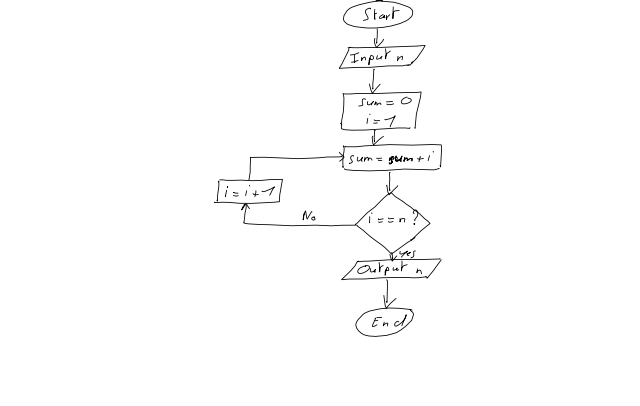 Start
Input n
sum = 0
i = 1
sum = sum + i
i = i + 1
i == n ?
No
yes
Output n
End